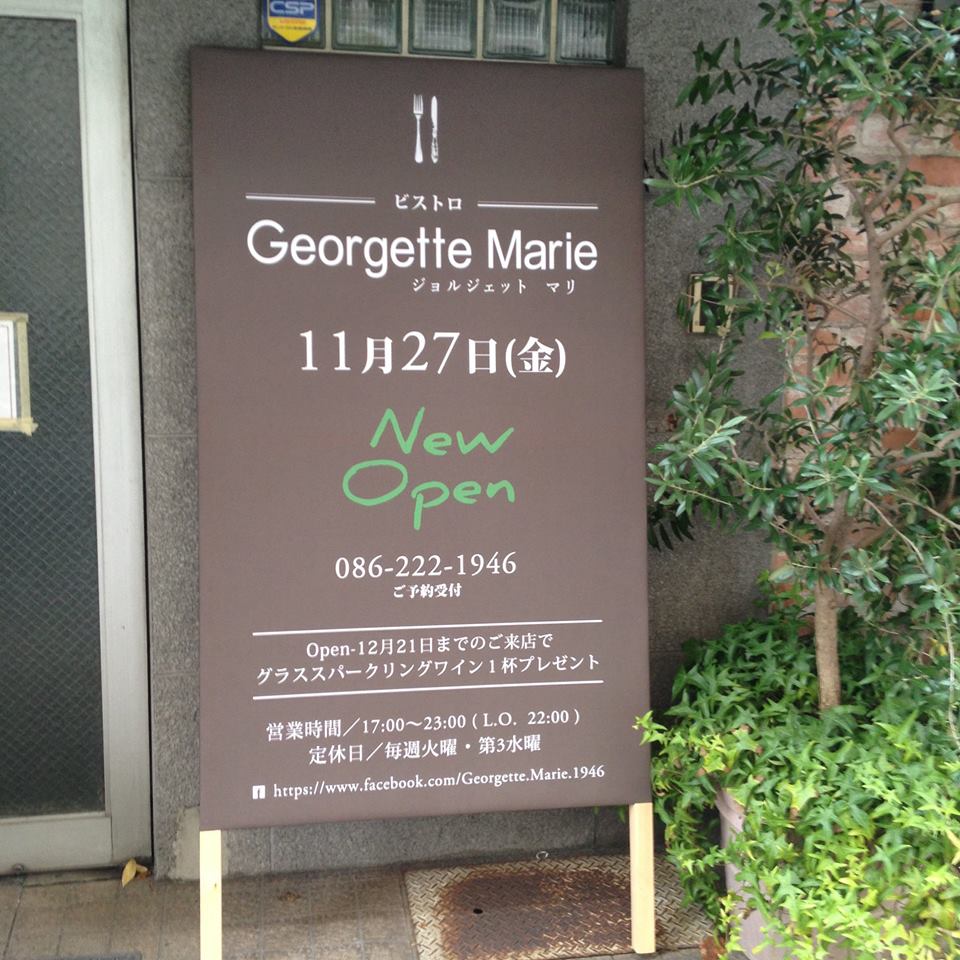 CSP
ビストロ
Georgette Marie
ジョルジェット マリ
11月27日(金)
New
Open
086-222-1946
ご予約受付
Open-12月21日までのご来店で
グラススパークリングワイン1杯プレゼント
営業時間/17:00〜23:00 ( L.O. 22:00 )
定休日/毎週火曜・第3水曜
https://www.facebook.com/Georgette.Marie.1946